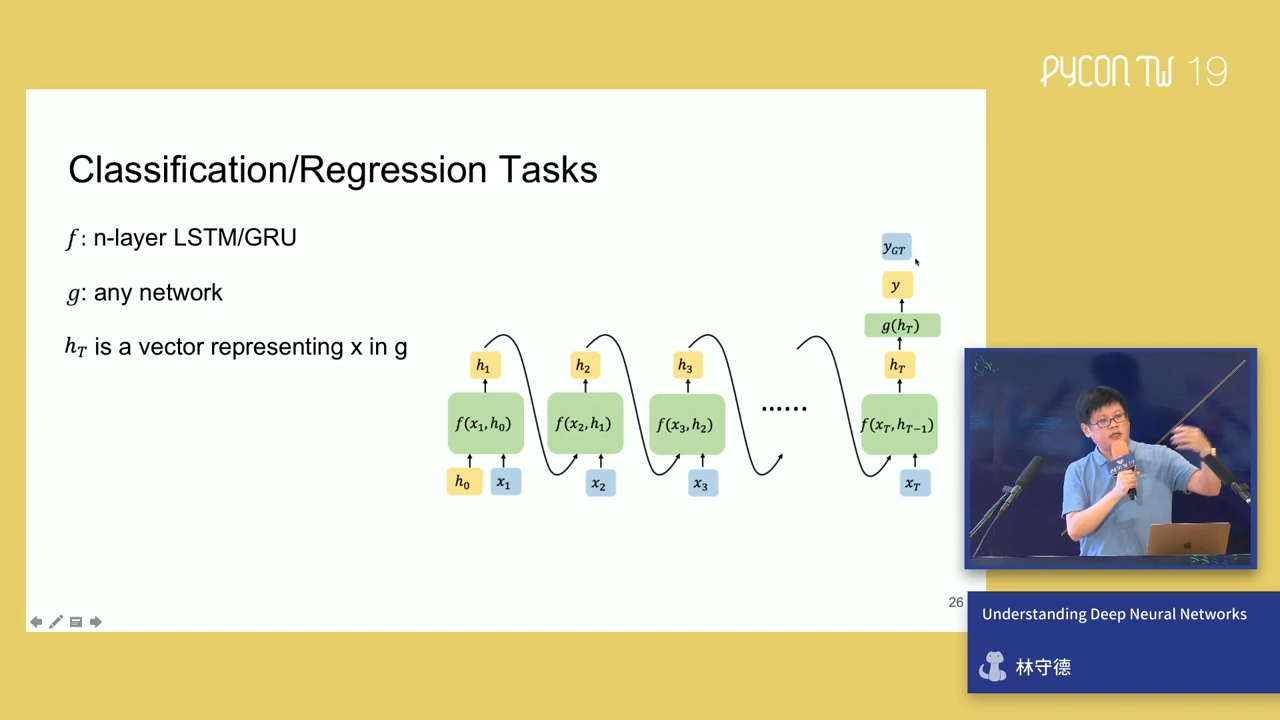 PYCON TW 19
Classification/Regression Tasks
f: n-layer LSTM/GRU
g: any network
h_T is a vector representing x in g
y_GT
y
g(h_T)
h_1 h_2 h_3 h_T
f(x_1, h_0) f(x_2, h_1) f(x_3, h_2) ...... f(x_T, h_{T-1})
h_0 x_1 x_2 x_3 x_T
26
Understanding Deep Neural Networks
林守德